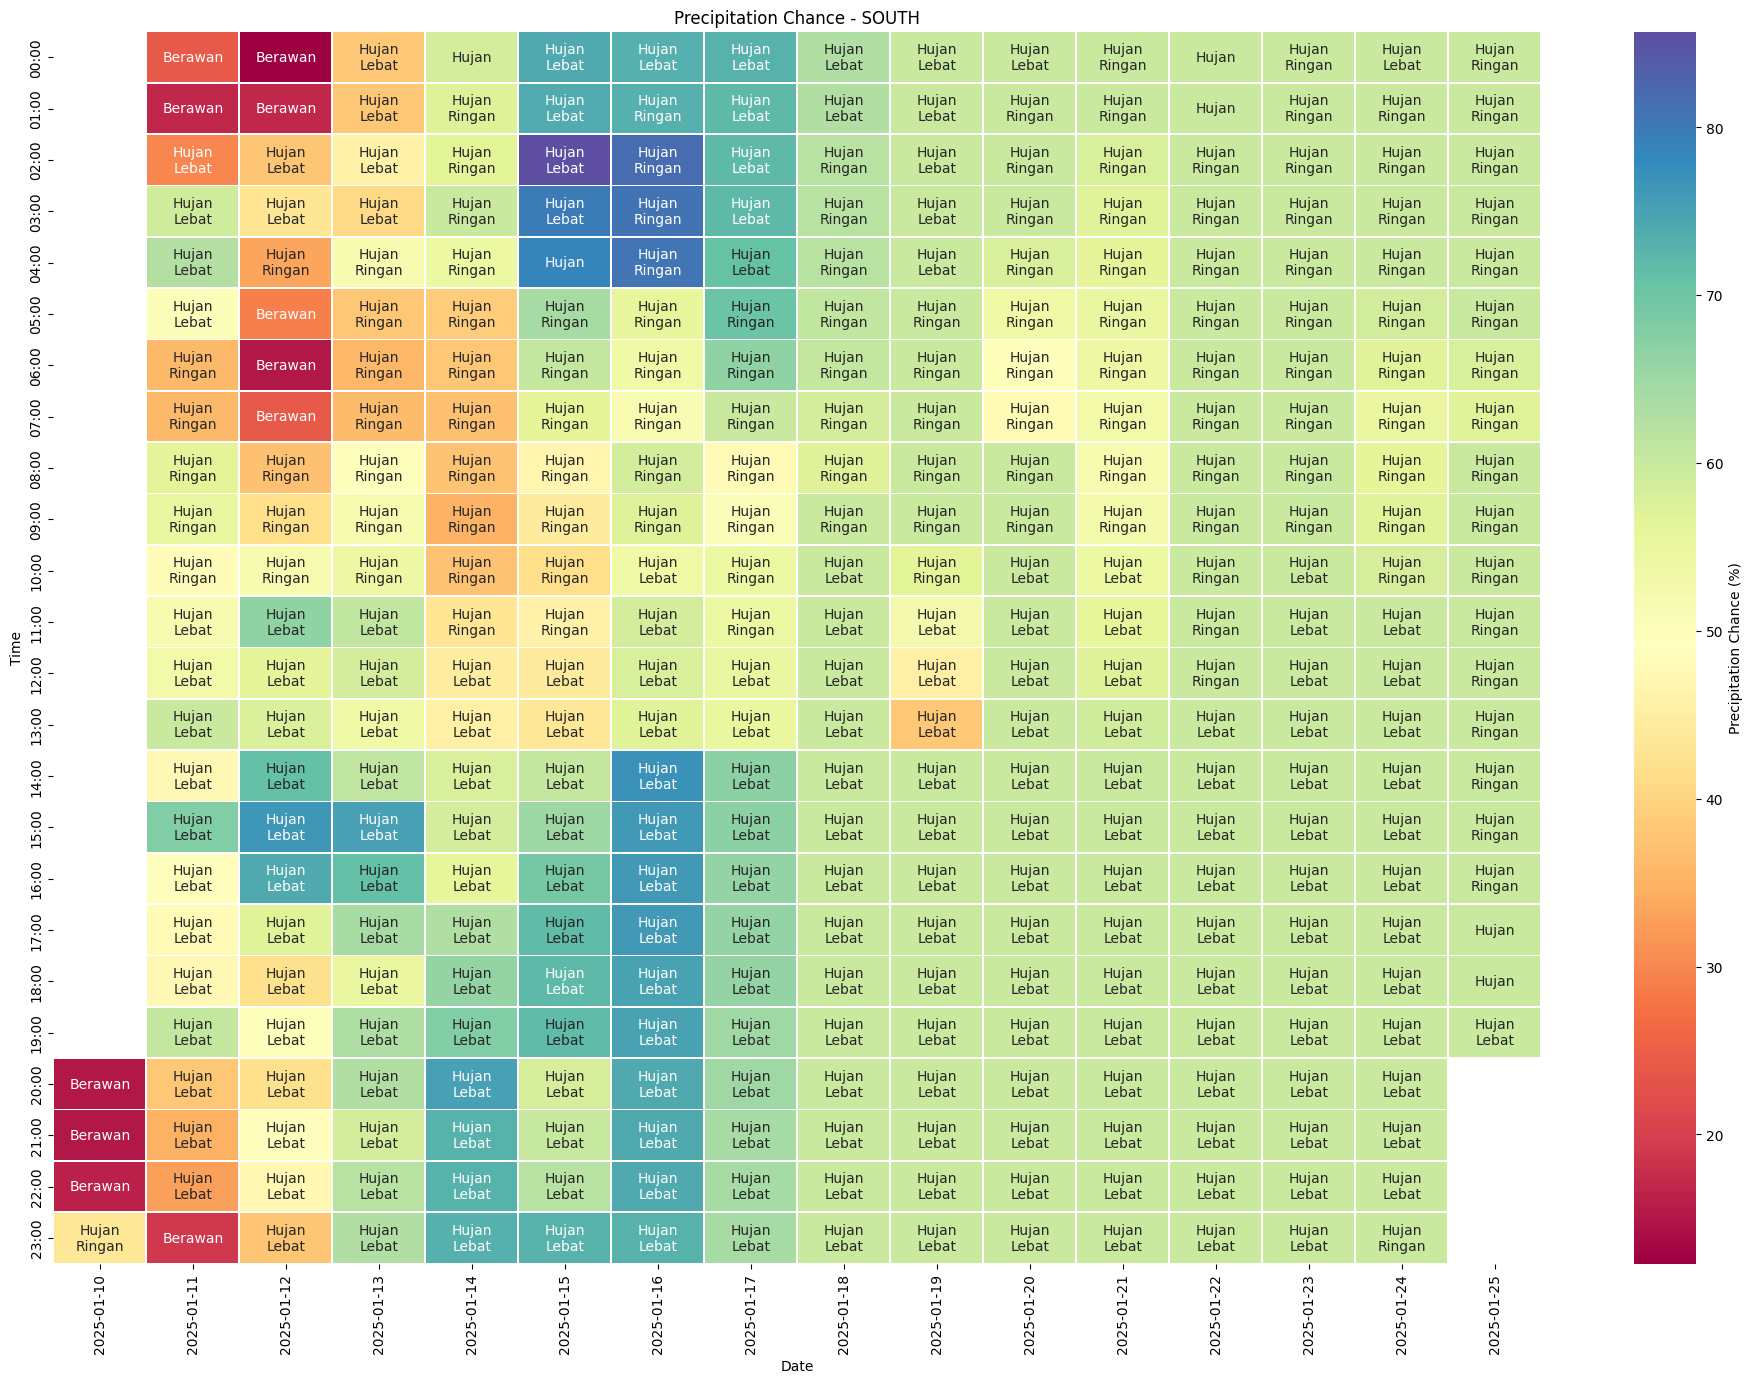 Precipitation Chance - SOUTH
00:00 Berawan Berawan Hujan Lebat Hujan Hujan Lebat Hujan Lebat Hujan Lebat Hujan Lebat Hujan Lebat Hujan Lebat Hujan Ringan Hujan Hujan Ringan Hujan Lebat Hujan Ringan
01:00 Berawan Berawan Hujan Lebat Hujan Ringan Hujan Lebat Hujan Ringan Hujan Lebat Hujan Lebat Hujan Lebat Hujan Ringan Hujan Ringan Hujan Hujan Ringan Hujan Ringan Hujan Ringan
02:00 Hujan Lebat Hujan Lebat Hujan Lebat Hujan Ringan Hujan Lebat Hujan Ringan Hujan Lebat Hujan Ringan Hujan Lebat Hujan Ringan Hujan Ringan Hujan Ringan Hujan Ringan Hujan Ringan Hujan Ringan
03:00 Hujan Lebat Hujan Lebat Hujan Lebat Hujan Ringan Hujan Lebat Hujan Ringan Hujan Lebat Hujan Ringan Hujan Lebat Hujan Ringan Hujan Ringan Hujan Ringan Hujan Ringan Hujan Ringan Hujan Ringan
04:00 Hujan Lebat Hujan Ringan Hujan Ringan Hujan Ringan Hujan Hujan Ringan Hujan Lebat Hujan Ringan Hujan Lebat Hujan Ringan Hujan Ringan Hujan Ringan Hujan Ringan Hujan Ringan Hujan Ringan
05:00 Hujan Lebat Berawan Hujan Ringan Hujan Ringan Hujan Ringan Hujan Ringan Hujan Ringan Hujan Ringan Hujan Ringan Hujan Ringan Hujan Ringan Hujan Ringan Hujan Ringan Hujan Ringan Hujan Ringan
06:00 Hujan Ringan Berawan Hujan Ringan Hujan Ringan Hujan Ringan Hujan Ringan Hujan Ringan Hujan Ringan Hujan Ringan Hujan Ringan Hujan Ringan Hujan Ringan Hujan Ringan Hujan Ringan Hujan Ringan
07:00 Hujan Ringan Berawan Hujan Ringan Hujan Ringan Hujan Ringan Hujan Ringan Hujan Ringan Hujan Ringan Hujan Ringan Hujan Ringan Hujan Ringan Hujan Ringan Hujan Ringan Hujan Ringan Hujan Ringan
08:00 Hujan Ringan Hujan Ringan Hujan Ringan Hujan Ringan Hujan Ringan Hujan Ringan Hujan Ringan Hujan Ringan Hujan Ringan Hujan Ringan Hujan Ringan Hujan Ringan Hujan Ringan Hujan Ringan Hujan Ringan
09:00 Hujan Ringan Hujan Ringan Hujan Ringan Hujan Ringan Hujan Ringan Hujan Ringan Hujan Ringan Hujan Ringan Hujan Ringan Hujan Ringan Hujan Ringan Hujan Ringan Hujan Ringan Hujan Ringan Hujan Ringan
10:00 Hujan Ringan Hujan Ringan Hujan Ringan Hujan Ringan Hujan Ringan Hujan Lebat Hujan Ringan Hujan Lebat Hujan Ringan Hujan Lebat Hujan Lebat Hujan Ringan Hujan Lebat Hujan Ringan Hujan Ringan
11:00 Hujan Lebat Hujan Lebat Hujan Lebat Hujan Ringan Hujan Ringan Hujan Lebat Hujan Ringan Hujan Lebat Hujan Lebat Hujan Lebat Hujan Lebat Hujan Ringan Hujan Lebat Hujan Lebat Hujan Ringan
12:00 Hujan Lebat Hujan Lebat Hujan Lebat Hujan Lebat Hujan Lebat Hujan Lebat Hujan Lebat Hujan Lebat Hujan Lebat Hujan Lebat Hujan Lebat Hujan Ringan Hujan Lebat Hujan Lebat Hujan Ringan
13:00 Hujan Lebat Hujan Lebat Hujan Lebat Hujan Lebat Hujan Lebat Hujan Lebat Hujan Lebat Hujan Lebat Hujan Lebat Hujan Lebat Hujan Lebat Hujan Lebat Hujan Lebat Hujan Lebat Hujan Ringan
14:00 Hujan Lebat Hujan Lebat Hujan Lebat Hujan Lebat Hujan Lebat Hujan Lebat Hujan Lebat Hujan Lebat Hujan Lebat Hujan Lebat Hujan Lebat Hujan Lebat Hujan Lebat Hujan Lebat Hujan Ringan
15:00 Hujan Lebat Hujan Lebat Hujan Lebat Hujan Lebat Hujan Lebat Hujan Lebat Hujan Lebat Hujan Lebat Hujan Lebat Hujan Lebat Hujan Lebat Hujan Lebat Hujan Lebat Hujan Lebat Hujan Ringan
16:00 Hujan Lebat Hujan Lebat Hujan Lebat Hujan Lebat Hujan Lebat Hujan Lebat Hujan Lebat Hujan Lebat Hujan Lebat Hujan Lebat Hujan Lebat Hujan Lebat Hujan Lebat Hujan Lebat Hujan Ringan
17:00 Hujan Lebat Hujan Lebat Hujan Lebat Hujan Lebat Hujan Lebat Hujan Lebat Hujan Lebat Hujan Lebat Hujan Lebat Hujan Lebat Hujan Lebat Hujan Lebat Hujan Lebat Hujan Lebat Hujan
18:00 Hujan Lebat Hujan Lebat Hujan Lebat Hujan Lebat Hujan Lebat Hujan Lebat Hujan Lebat Hujan Lebat Hujan Lebat Hujan Lebat Hujan Lebat Hujan Lebat Hujan Lebat Hujan Lebat Hujan
19:00 Hujan Lebat Hujan Lebat Hujan Lebat Hujan Lebat Hujan Lebat Hujan Lebat Hujan Lebat Hujan Lebat Hujan Lebat Hujan Lebat Hujan Lebat Hujan Lebat Hujan Lebat Hujan Lebat Hujan Lebat
20:00 Berawan Hujan Lebat Hujan Lebat Hujan Lebat Hujan Lebat Hujan Lebat Hujan Lebat Hujan Lebat Hujan Lebat Hujan Lebat Hujan Lebat Hujan Lebat Hujan Lebat Hujan Lebat Hujan Lebat
21:00 Berawan Hujan Lebat Hujan Lebat Hujan Lebat Hujan Lebat Hujan Lebat Hujan Lebat Hujan Lebat Hujan Lebat Hujan Lebat Hujan Lebat Hujan Lebat Hujan Lebat Hujan Lebat Hujan Lebat
22:00 Berawan Hujan Lebat Hujan Lebat Hujan Lebat Hujan Lebat Hujan Lebat Hujan Lebat Hujan Lebat Hujan Lebat Hujan Lebat Hujan Lebat Hujan Lebat Hujan Lebat Hujan Lebat Hujan Lebat
23:00 Hujan Ringan Berawan Hujan Lebat Hujan Lebat Hujan Lebat Hujan Lebat Hujan Lebat Hujan Lebat Hujan Lebat Hujan Lebat Hujan Lebat Hujan Lebat Hujan Lebat Hujan Lebat Hujan Ringan
Time
2025-01-10 2025-01-11 2025-01-12 2025-01-13 2025-01-14 2025-01-15 2025-01-16 2025-01-17 2025-01-18 2025-01-19 2025-01-20 2025-01-21 2025-01-22 2025-01-23 2025-01-24 2025-01-25
Date
80
70
60
50
40
30
20
Precipitation Chance (%)